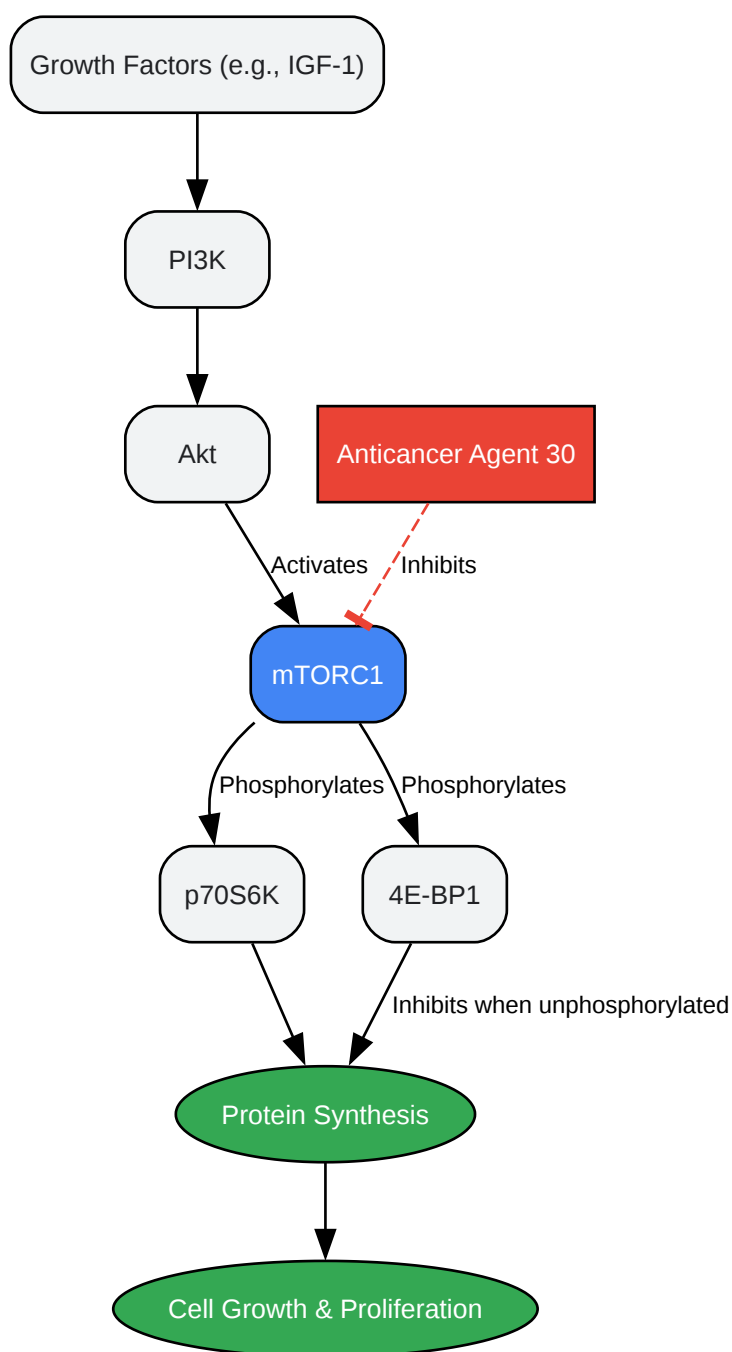 Growth Factors (e.g., IGF-1)
PI3K
Akt
Anticancer Agent 30
Activates
Inhibits
mTORC1
Phosphorylates
Phosphorylates
p70S6K
4E-BP1
Inhibits when unphosphorylated
Protein Synthesis
Cell Growth & Proliferation